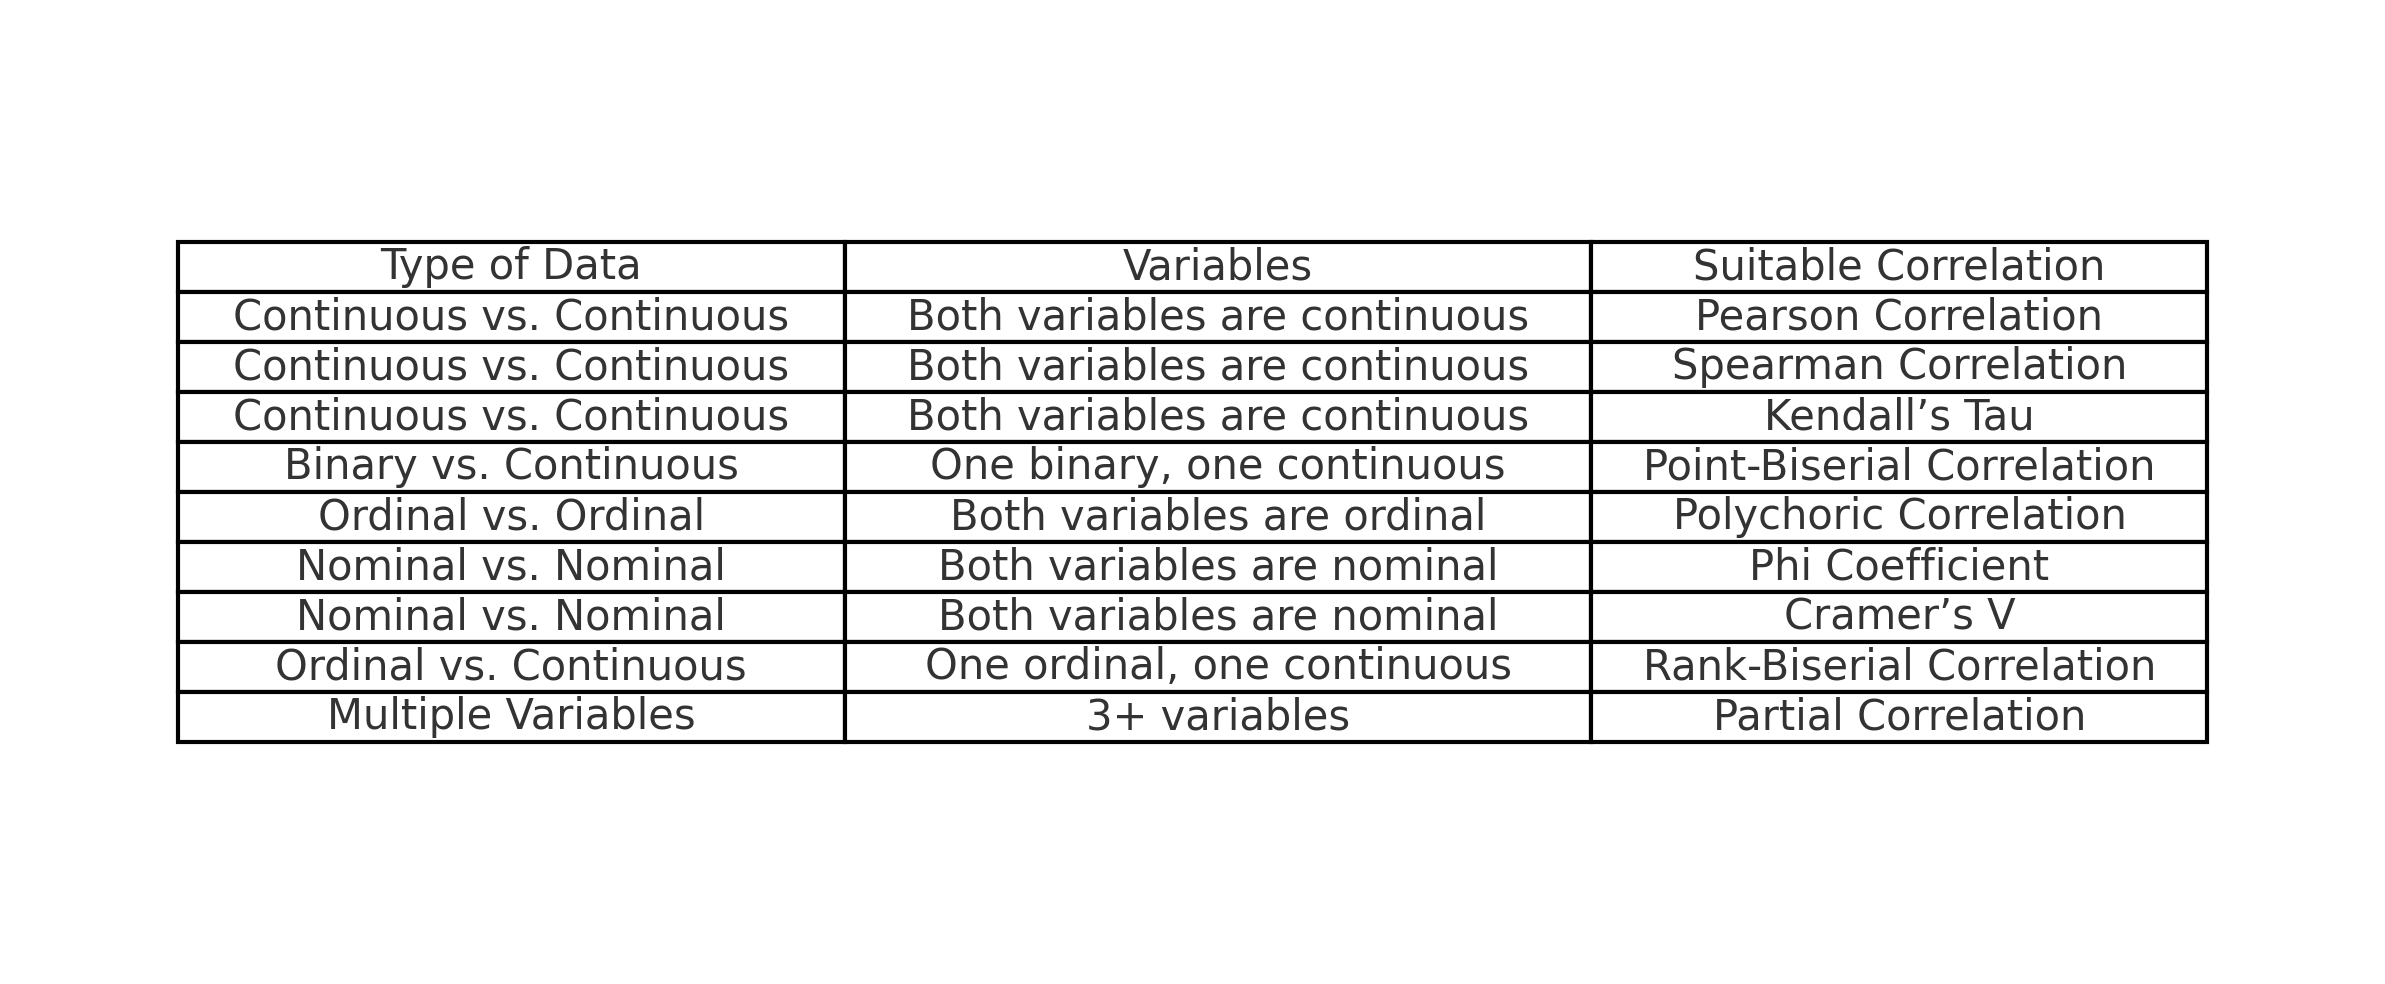 Type of Data Variables Suitable Correlation
Continuous vs. Continuous Both variables are continuous Pearson Correlation
Continuous vs. Continuous Both variables are continuous Spearman Correlation
Continuous vs. Continuous Both variables are continuous Kendall’s Tau
Binary vs. Continuous One binary, one continuous Point-Biserial Correlation
Ordinal vs. Ordinal Both variables are ordinal Polychoric Correlation
Nominal vs. Nominal Both variables are nominal Phi Coefficient
Nominal vs. Nominal Both variables are nominal Cramer’s V
Ordinal vs. Continuous One ordinal, one continuous Rank-Biserial Correlation
Multiple Variables 3+ variables Partial Correlation